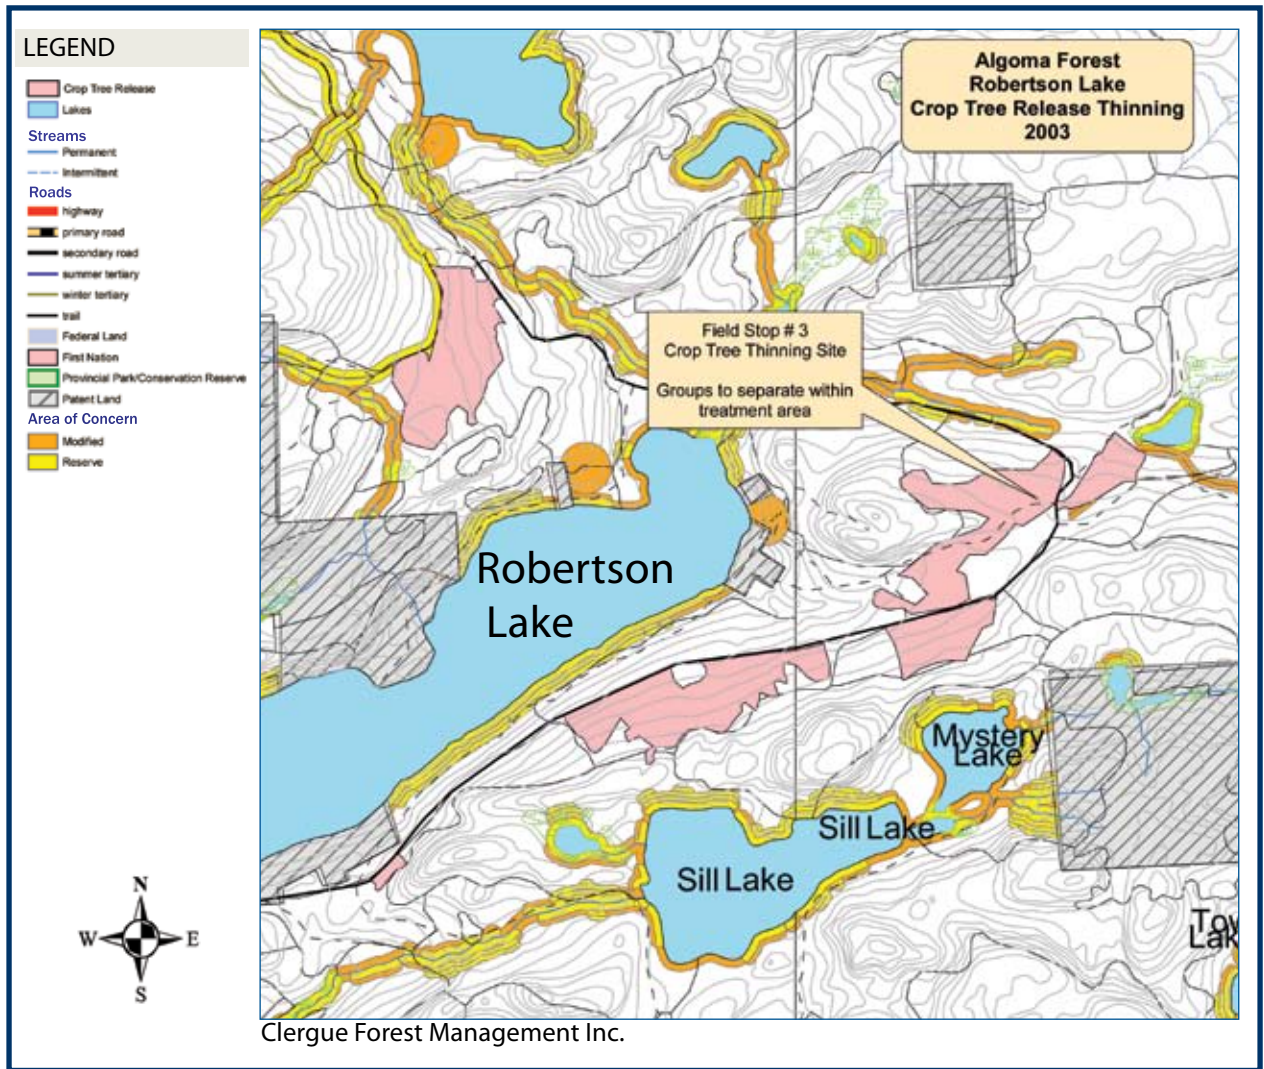 LEGEND
Crop Tree Release
Lakes
Streams
Permanent
Intermittent
Roads
highway
primary road
secondary road
summer tertiary
winter tertiary
trail
Federal Land
First Nation
Provincial Park/Conservation Reserve
Patent Land
Area of Concern
Modified
Reserve
Algoma Forest
Robertson Lake
Crop Tree Release Thinning
2003
Field Stop # 3
Crop Tree Thinning Site
Groups to separate within
treatment area
Robertson
Lake
Mystery
Lake
Sill Lake
Sill Lake
N
W
E
S
Clergue Forest Management Inc.